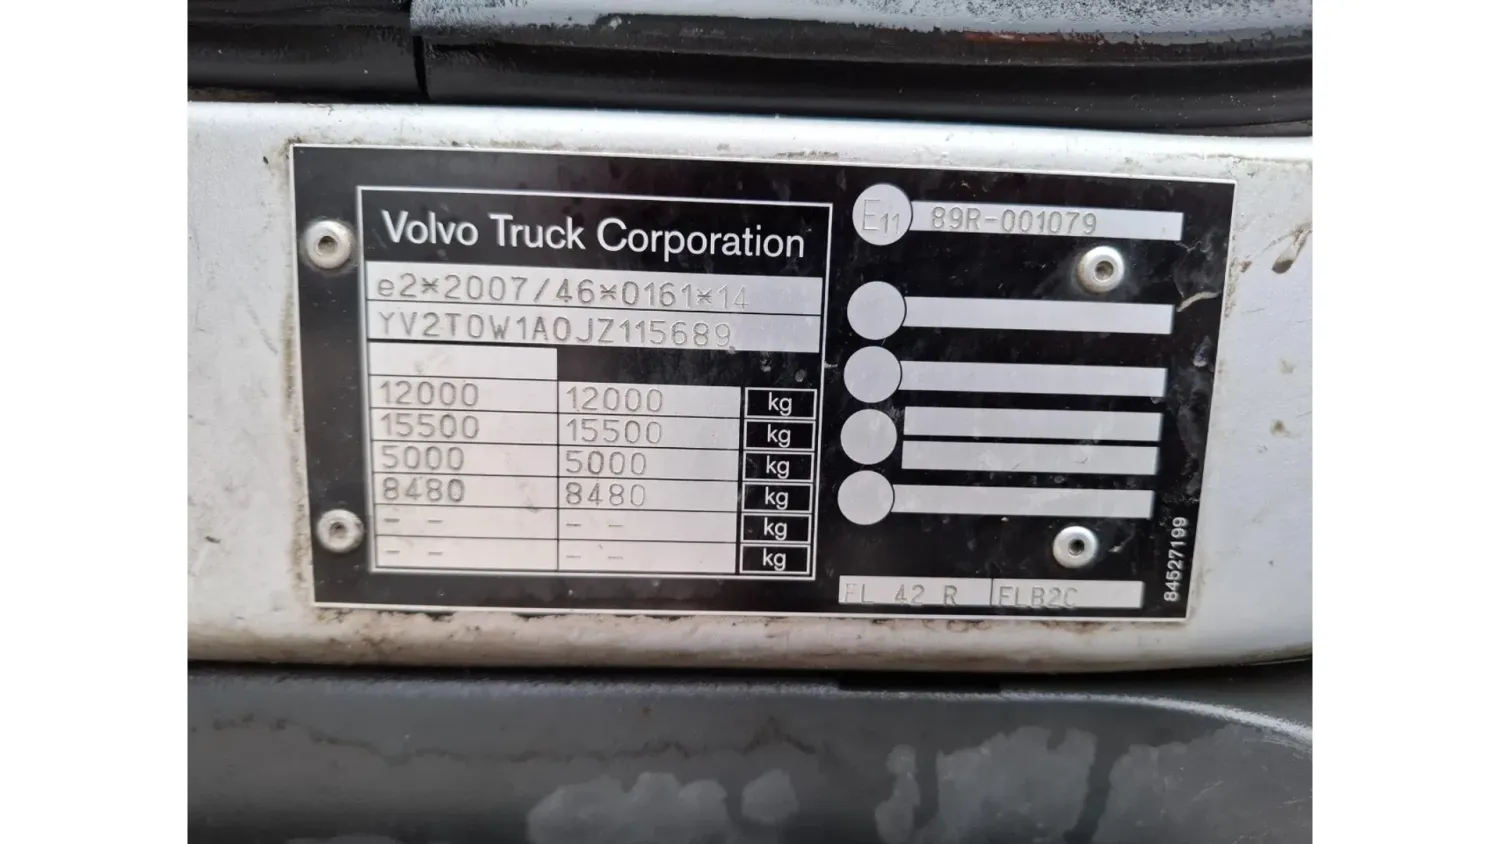 Volvo Truck Corporation
e2*2007/46*0161*14
YV2T0W1A0JZ115689
12000 12000 kg
15500 15500 kg
5000 5000 kg
8480 8480 kg
- - - - kg
- - - - kg
E11 89R-001079
FL 42 R FLB2C
84527199